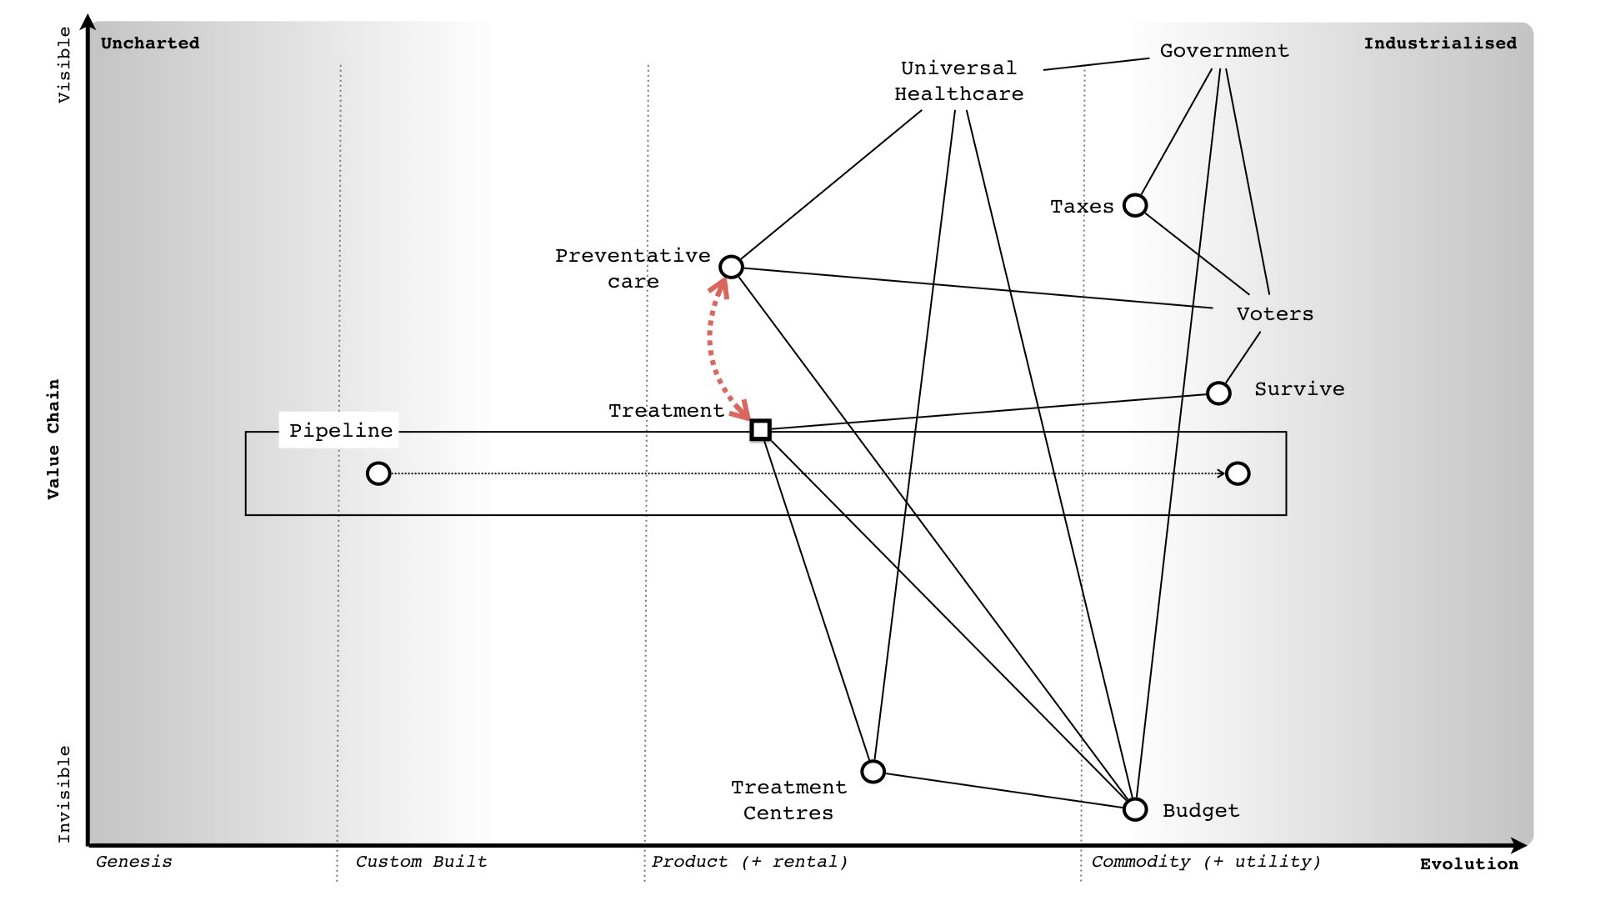 Visible
Uncharted
Industrialised
Government
Universal
Healthcare
Taxes
Preventative
care
Voters
Survive
Treatment
Pipeline
Value Chain
Treatment
Centres
Budget
Invisible
Genesis
Custom Built
Product (+ rental)
Commodity (+ utility)
Evolution